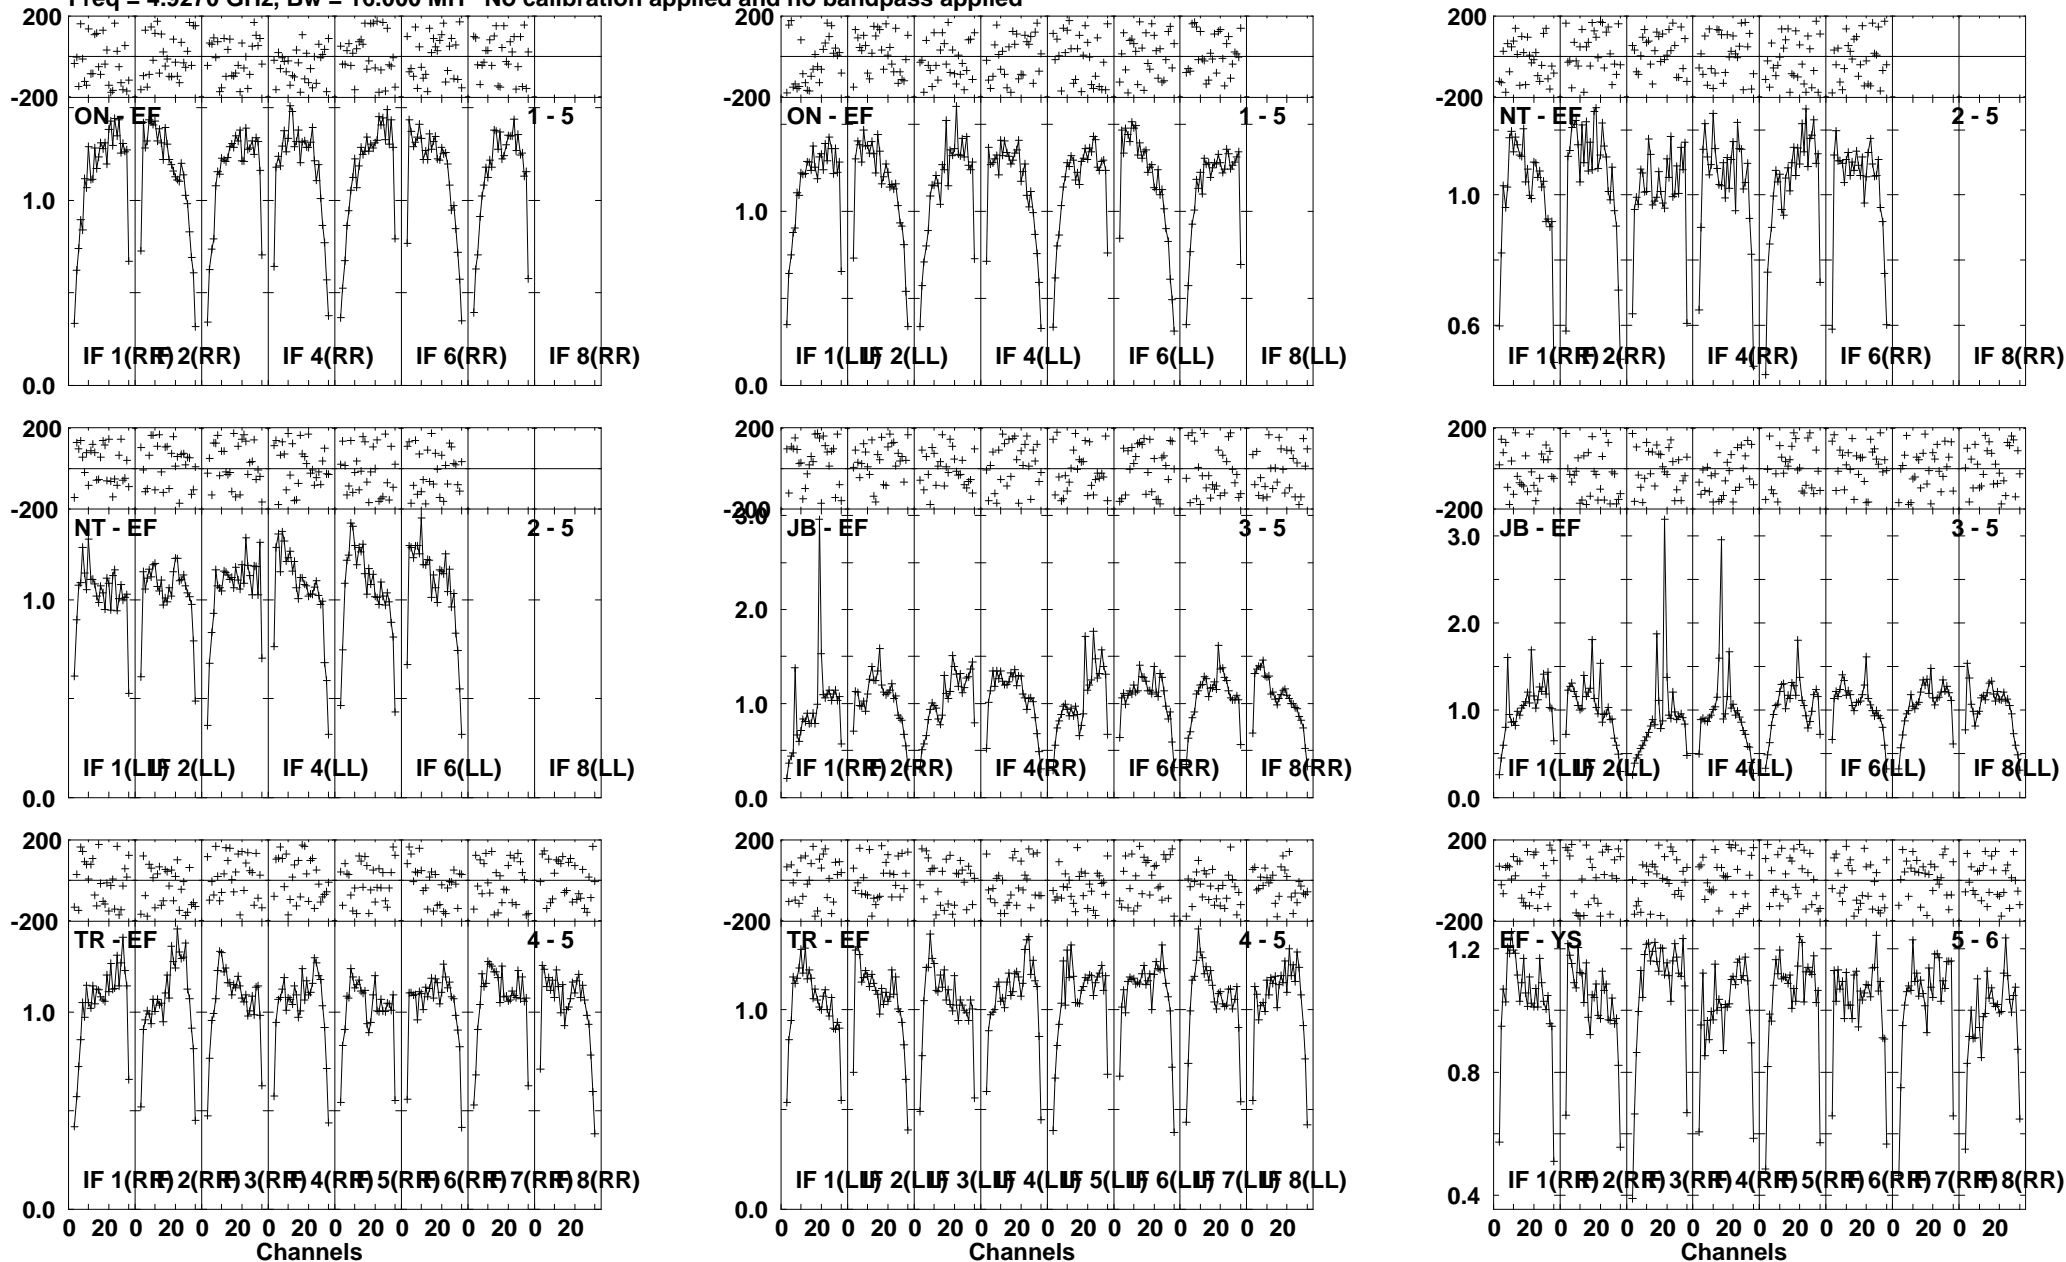 Freq = 4.9270 GHz, Bw = 16.000 MH No calibration applied and no bandpass applied
200
-200
ON - EF 1 - 5
1.0
IF 1(RR) IF 2(RR) IF 4(RR) IF 6(RR) IF 8(RR)
0.0
200
-200
ON - EF 1 - 5
1.0
IF 1(LL) IF 2(LL) IF 4(LL) IF 6(LL) IF 8(LL)
0.0
200
-200
NT - EF 2 - 5
1.0
0.6
IF 1(RR) IF 2(RR) IF 4(RR) IF 6(RR) IF 8(RR)
200
-200
NT - EF 2 - 5
1.0
IF 1(LL) IF 2(LL) IF 4(LL) IF 6(LL) IF 8(LL)
0.0
200
-200
3.0
JB - EF 3 - 5
2.0
1.0
IF 1(RR) IF 2(RR) IF 4(RR) IF 6(RR) IF 8(RR)
0.0
200
-200
JB - EF 3 - 5
3.0
2.0
1.0
IF 1(LL) IF 2(LL) IF 4(LL) IF 6(LL) IF 8(LL)
0.0
200
-200
TR - EF 4 - 5
1.0
IF 1(RR) IF 2(RR) IF 3(RR) IF 4(RR) IF 5(RR) IF 6(RR) IF 7(RR) IF 8(RR)
0.0
0 20 0 20 0 20 0 20 0 20 0 20 0 20 0 20
Channels
200
-200
TR - EF 4 - 5
1.0
IF 1(LL) IF 2(LL) IF 3(LL) IF 4(LL) IF 5(LL) IF 6(LL) IF 7(LL) IF 8(LL)
0.0
0 20 0 20 0 20 0 20 0 20 0 20 0 20 0 20
Channels
200
-200
EF - YS 5 - 6
1.2
0.8
IF 1(RR) IF 2(RR) IF 3(RR) IF 4(RR) IF 5(RR) IF 6(RR) IF 7(RR) IF 8(RR)
0.4
0 20 0 20 0 20 0 20 0 20 0 20 0 20 0 20
Channels